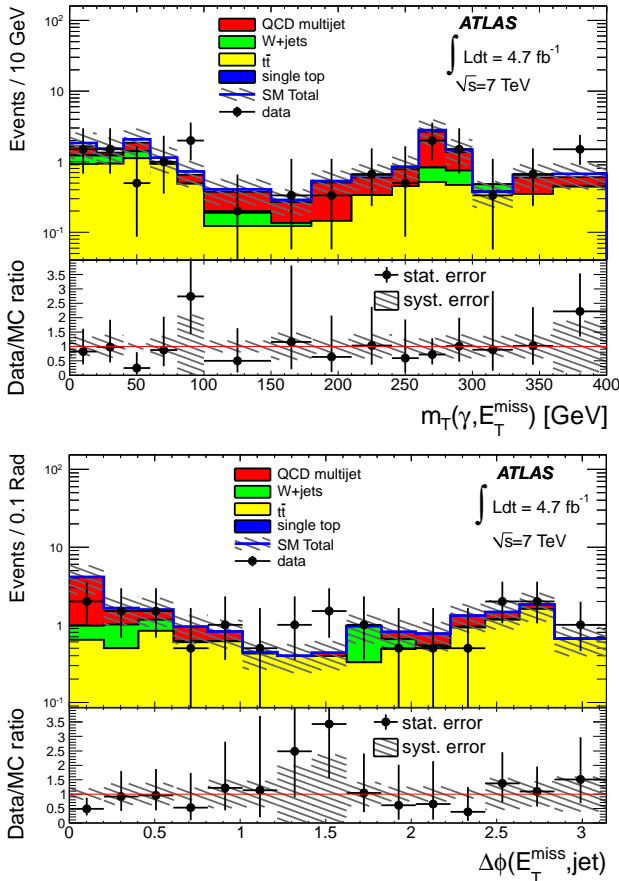 Events / 10 GeV
10²
10
1
10⁻¹
QCD multijet
W+jets
tt̄
single top
SM Total
data
ATLAS
∫ Ldt = 4.7 fb⁻¹
√s=7 TeV
Data/MC ratio
3.5
3
2.5
2
1.5
1
0.5
0
stat. error
syst. error
0 50 100 150 200 250 300 350 400
m_T(γ,E_T^miss) [GeV]
Events / 0.1 Rad
10²
10
1
10⁻¹
QCD multijet
W+jets
tt̄
single top
SM Total
data
ATLAS
∫ Ldt = 4.7 fb⁻¹
√s=7 TeV
Data/MC ratio
3.5
3
2.5
2
1.5
1
0.5
0
stat. error
syst. error
0 0.5 1 1.5 2 2.5 3
Δϕ(E_T^miss,jet)